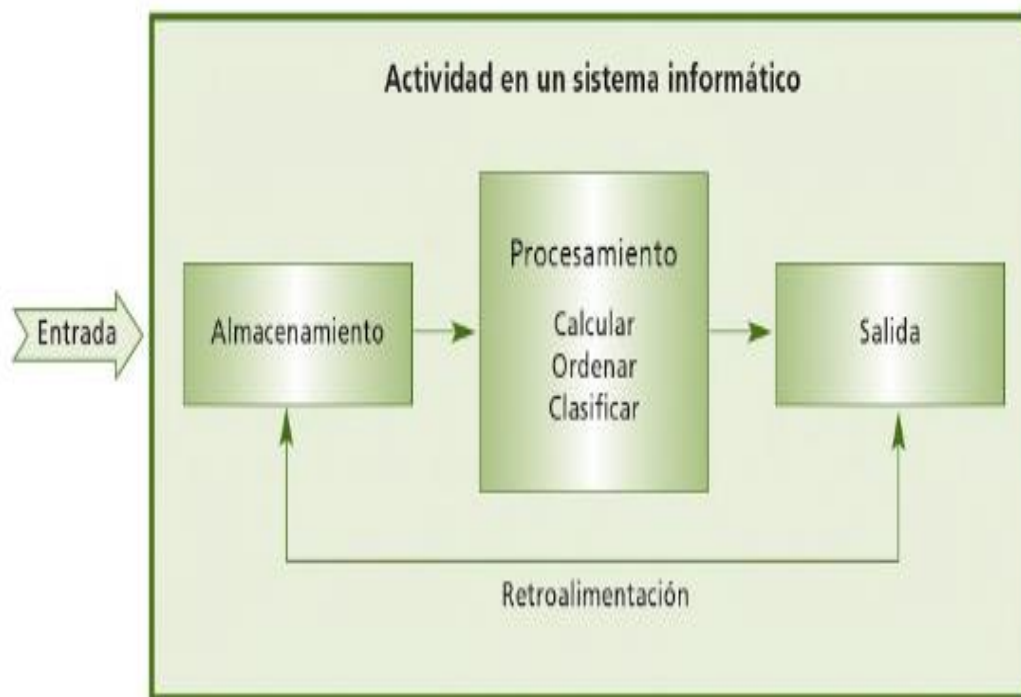 Actividad en un sistema informático
Entrada
Almacenamiento
Procesamiento
Calcular
Ordenar
Clasificar
Salida
Retroalimentación